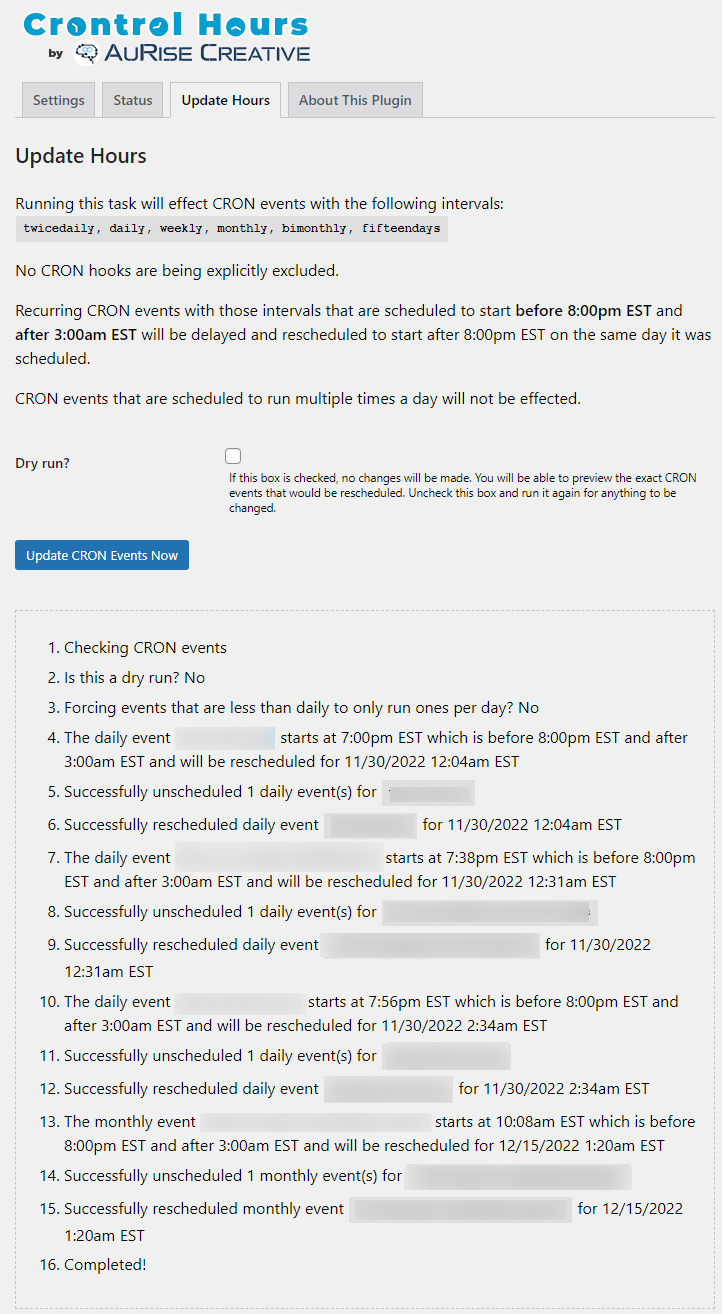 Crontrol Hours
by AURISE CREATIVE
Settings Status Update Hours About This Plugin
Update Hours
Running this task will effect CRON events with the following intervals:
twicedaily, daily, weekly, monthly, bimonthly, fifteendays
No CRON hooks are being explicitly excluded.
Recurring CRON events with those intervals that are scheduled to start before 8:00pm EST and
after 3:00am EST will be delayed and rescheduled to start after 8:00pm EST on the same day it was
scheduled.
CRON events that are scheduled to run multiple times a day will not be effected.
Dry run?
If this box is checked, no changes will be made. You will be able to preview the exact CRON
events that would be rescheduled. Uncheck this box and run it again for anything to be
changed.
Update CRON Events Now
1. Checking CRON events
2. Is this a dry run? No
3. Forcing events that are less than daily to only run ones per day? No
4. The daily event starts at 7:00pm EST which is before 8:00pm EST and after
3:00am EST and will be rescheduled for 11/30/2022 12:04am EST
5. Successfully unscheduled 1 daily event(s) for
6. Successfully rescheduled daily event for 11/30/2022 12:04am EST
7. The daily event starts at 7:38pm EST which is before 8:00pm
EST and after 3:00am EST and will be rescheduled for 11/30/2022 12:31am EST
8. Successfully unscheduled 1 daily event(s) for
9. Successfully rescheduled daily event for 11/30/2022
12:31am EST
10. The daily event starts at 7:56pm EST which is before 8:00pm EST and
after 3:00am EST and will be rescheduled for 11/30/2022 2:34am EST
11. Successfully unscheduled 1 daily event(s) for
12. Successfully rescheduled daily event for 11/30/2022 2:34am EST
13. The monthly event starts at 10:08am EST which is before
8:00pm EST and after 3:00am EST and will be rescheduled for 12/15/2022 1:20am EST
14. Successfully unscheduled 1 monthly event(s) for
15. Successfully rescheduled monthly event for 12/15/2022
1:20am EST
16. Completed!